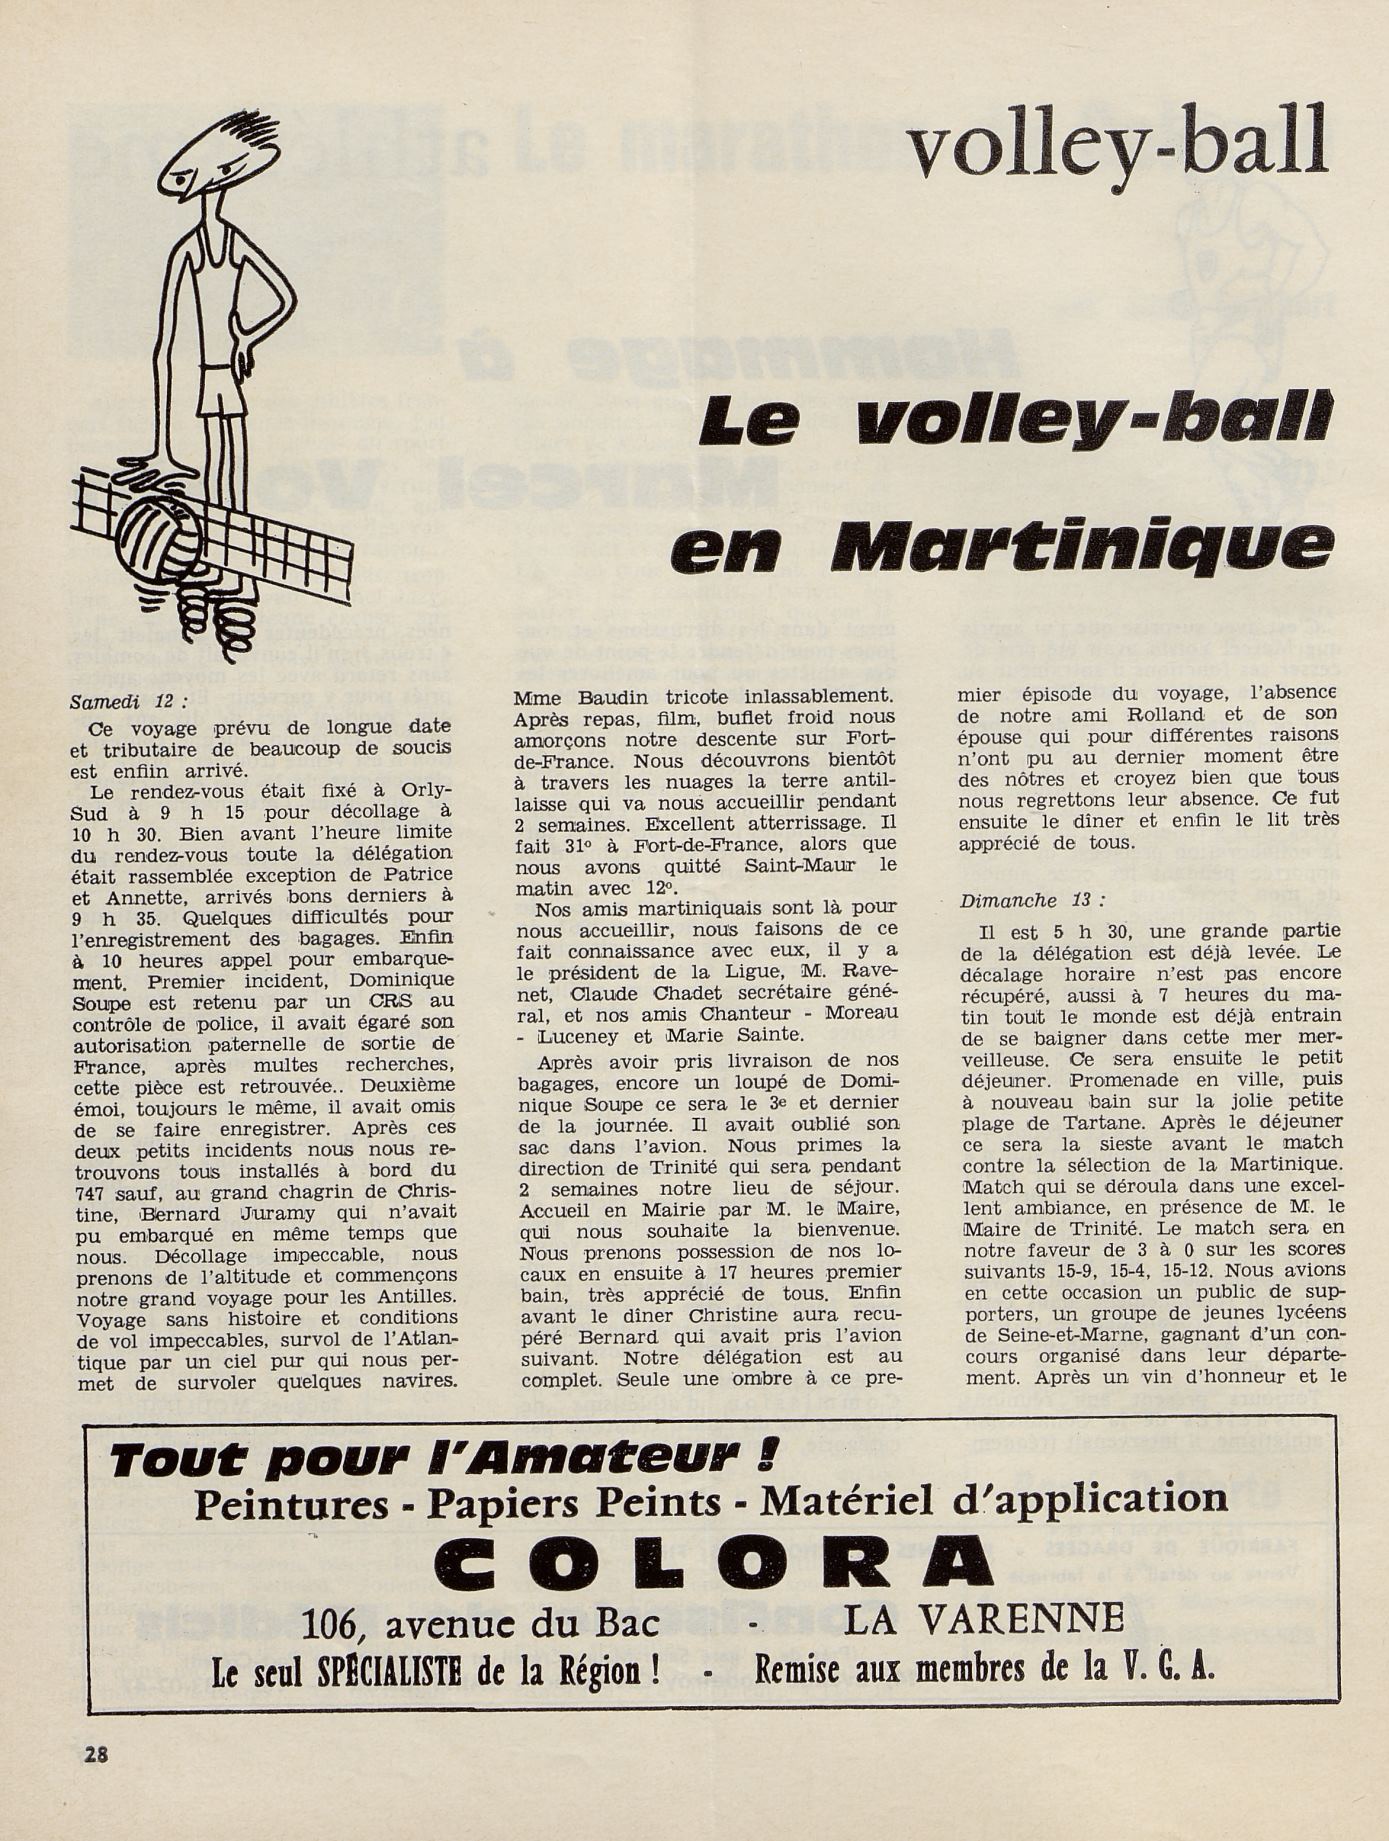 volley-ball
Le volley-ball
en Martinique
Samedi 12 :
Ce voyage prévu de longue date
et tributaire de beaucoup de soucis
est enfiin arrivé.
Le rendez-vous était fixé à Orly-
Sud à 9 h 15 pour décollage à
10 h 30. Bien avant l'heure limite
du rendez-vous toute la délégation
était rassemblée exception de Patrice
et Annette, arrivés bons derniers à
9 h 35. Quelques difficultés pour
l'enregistrement des bagages. Enfin
à 10 heures appel pour embarque-
ment. Premier incident, Dominique
Soupe est retenu par un CRS au
contrôle de police, il avait égaré son
autorisation paternelle de sortie de
France, après multes recherches,
cette pièce est retrouvée.. Deuxième
émoi, toujours le même, il avait omis
de se faire enregistrer. Après ces
deux petits incidents nous nous re-
trouvons tous installés à bord du
747 sauf, au grand chagrin de Chris-
tine, Bernard Juramy qui n'avait
pu embarqué en même temps que
nous. Décollage impeccable, nous
prenons de l'altitude et commençons
notre grand voyage pour les Antilles.
Voyage sans histoire et conditions
de vol impeccables, survol de l'Atlan-
tique par un ciel pur qui nous per-
met de survoler quelques navires.
Mme Baudin tricote inlassablement.
Après repas, film, buflet froid nous
amorçons notre descente sur Fort-
de-France. Nous découvrons bientôt
à travers les nuages la terre antil-
laisse qui va nous accueillir pendant
2 semaines. Excellent atterrissage. Il
fait 31° à Fort-de-France, alors que
nous avons quitté Saint-Maur le
matin avec 12°.
Nos amis martiniquais sont là pour
nous accueillir, nous faisons de ce
fait connaissance avec eux, il y a
le président de la Ligue, M. Rave-
net, Claude Chadet secrétaire géné-
ral, et nos amis Chanteur - Moreau
- Luceney et Marie Sainte.
Après avoir pris livraison de nos
bagages, encore un loupé de Domi-
nique Soupe ce sera le 3e et dernier
de la journée. Il avait oublié son
sac dans l'avion. Nous primes la
direction de Trinité qui sera pendant
2 semaines notre lieu de séjour.
Accueil en Mairie par M. le Maire,
qui nous souhaite la bienvenue.
Nous prenons possession de nos lo-
caux en ensuite à 17 heures premier
bain, très apprécié de tous. Enfin
avant le dîner Christine aura recu-
péré Bernard qui avait pris l'avion
suivant. Notre délégation est au
complet. Seule une ombre à ce pre-
mier épisode du voyage, l'absence
de notre ami Rolland et de son
épouse qui pour différentes raisons
n'ont pu au dernier moment être
des nôtres et croyez bien que tous
nous regrettons leur absence. Ce fut
ensuite le dîner et enfin le lit très
apprécié de tous.
Dimanche 13 :
Il est 5 h 30, une grande partie
de la délégation est déjà levée. Le
décalage horaire n'est pas encore
récupéré, aussi à 7 heures du ma-
tin tout le monde est déjà entrain
de se baigner dans cette mer mer-
veilleuse. Ce sera ensuite le petit
déjeuner. Promenade en ville, puis
à nouveau bain sur la jolie petite
plage de Tartane. Après le déjeuner
ce sera la sieste avant le match
contre la sélection de la Martinique.
Match qui se déroula dans une excel-
lent ambiance, en présence de M. le
Maire de Trinité. Le match sera en
notre faveur de 3 à 0 sur les scores
suivants 15-9, 15-4, 15-12. Nous avions
en cette occasion un public de sup-
porters, un groupe de jeunes lycéens
de Seine-et-Marne, gagnant d'un con-
cours organisé dans leur départe-
ment. Après un vin d'honneur et le
Tout pour l'Amateur !
Peintures - Papiers Peints - Matériel d'application
COLORA
106, avenue du Bac - LA VARENNE
Le seul SPÉCIALISTE de la Région ! - Remise aux membres de la V. G. A.
28